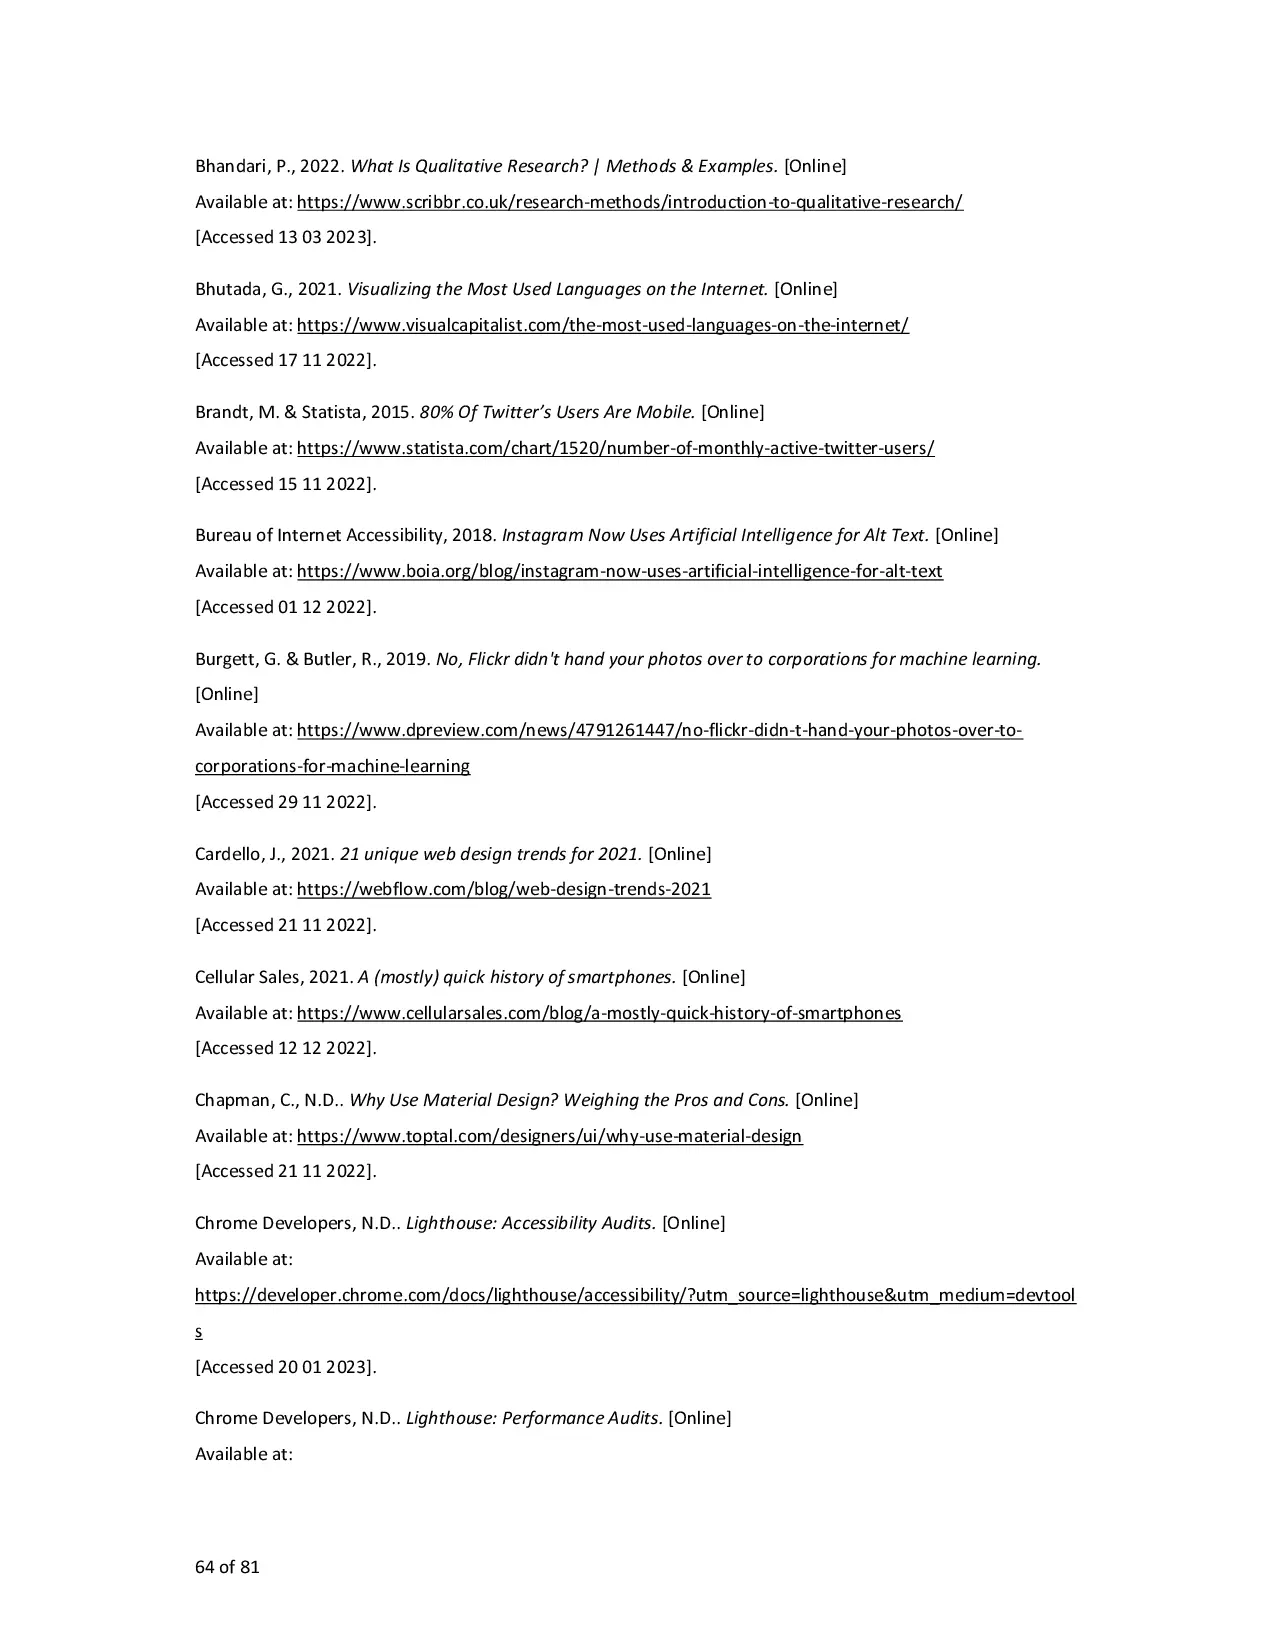 Bhandari, P., 2022. What Is Qualitative Research? | Methods & Examples. [Online]
Available at: https://www.scribbr.co.uk/research-methods/introduction-to-qualitative-research/
[Accessed 13 03 2023].
Bhutada, G., 2021. Visualizing the Most Used Languages on the Internet. [Online]
Available at: https://www.visualcapitalist.com/the-most-used-languages-on-the-internet/
[Accessed 17 11 2022].
Brandt, M. & Statista, 2015. 80% Of Twitter’s Users Are Mobile. [Online]
Available at: https://www.statista.com/chart/1520/number-of-monthly-active-twitter-users/
[Accessed 15 11 2022].
Bureau of Internet Accessibility, 2018. Instagram Now Uses Artificial Intelligence for Alt Text. [Online]
Available at: https://www.boia.org/blog/instagram-now-uses-artificial-intelligence-for-alt-text
[Accessed 01 12 2022].
Burgett, G. & Butler, R., 2019. No, Flickr didn't hand your photos over to corporations for machine learning.
[Online]
Available at: https://www.dpreview.com/news/4791261447/no-flickr-didn-t-hand-your-photos-over-to-
corporations-for-machine-learning
[Accessed 29 11 2022].
Cardello, J., 2021. 21 unique web design trends for 2021. [Online]
Available at: https://webflow.com/blog/web-design-trends-2021
[Accessed 21 11 2022].
Cellular Sales, 2021. A (mostly) quick history of smartphones. [Online]
Available at: https://www.cellularsales.com/blog/a-mostly-quick-history-of-smartphones
[Accessed 12 12 2022].
Chapman, C., N.D.. Why Use Material Design? Weighing the Pros and Cons. [Online]
Available at: https://www.toptal.com/designers/ui/why-use-material-design
[Accessed 21 11 2022].
Chrome Developers, N.D.. Lighthouse: Accessibility Audits. [Online]
Available at:
https://developer.chrome.com/docs/lighthouse/accessibility/?utm_source=lighthouse&utm_medium=devtool
s
[Accessed 20 01 2023].
Chrome Developers, N.D.. Lighthouse: Performance Audits. [Online]
Available at:
64 of 81